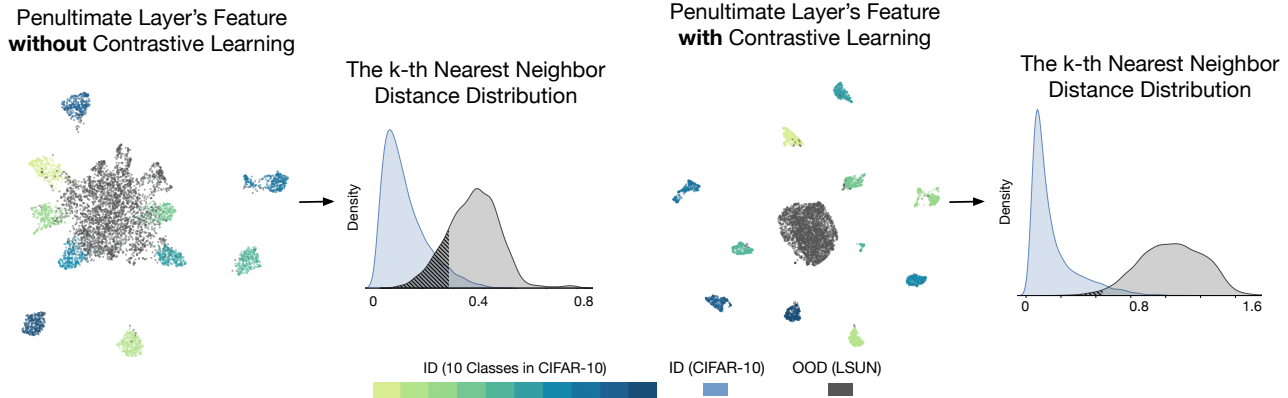 Penultimate Layer's Feature
without Contrastive Learning
The k-th Nearest Neighbor
Distance Distribution
Density
0
0.4
0.8
Penultimate Layer's Feature
with Contrastive Learning
The k-th Nearest Neighbor
Distance Distribution
Density
0
0.8
1.6
ID (10 Classes in CIFAR-10)
ID (CIFAR-10)
OOD (LSUN)